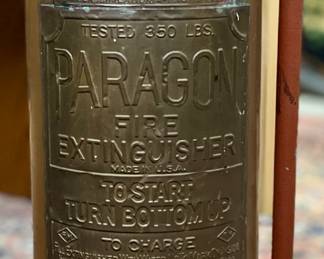 TESTED 350 LBS.
PARAGON
FIRE
EXTINGUISHER
MADE IN U.S.A.
TO START
TURN BOTTOM UP
TO CHARGE